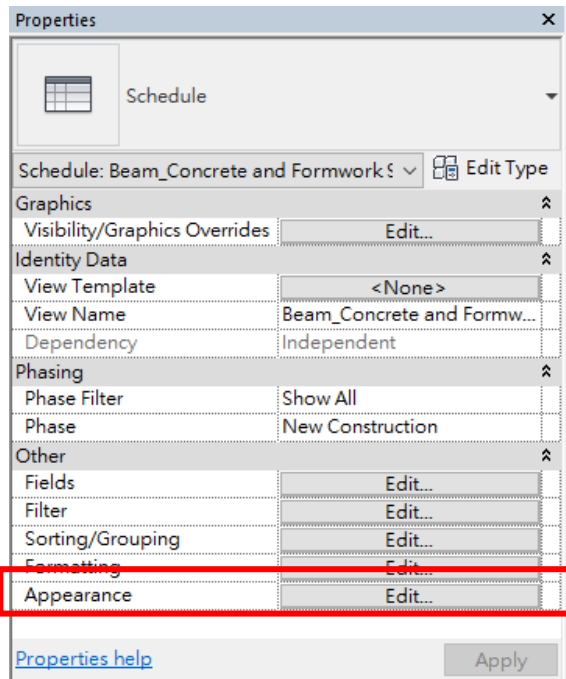 Properties
Schedule
Schedule: Beam_Concrete and Formwork S
Edit Type
Graphics
Visibility/Graphics Overrides Edit...
Identity Data
View Template <None>
View Name Beam_Concrete and Formw...
Dependency Independent
Phasing
Phase Filter Show All
Phase New Construction
Other
Fields Edit...
Filter Edit...
Sorting/Grouping Edit...
Formatting Edit...
Appearance Edit...
Properties help Apply